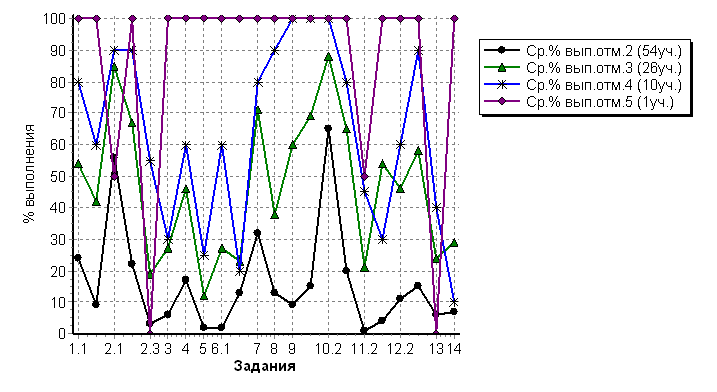 100
90
80
70
60
50
40
30
20
10
0
% выполнения
1.1 2.1 2.3 3 4 5 6.1 7 8 9 10.2 11.2 12.2 13 14
Задания
Ср.% вып.отм.2 (54уч.)
Ср.% вып.отм.3 (26уч.)
Ср.% вып.отм.4 (10уч.)
Ср.% вып.отм.5 (1уч.)